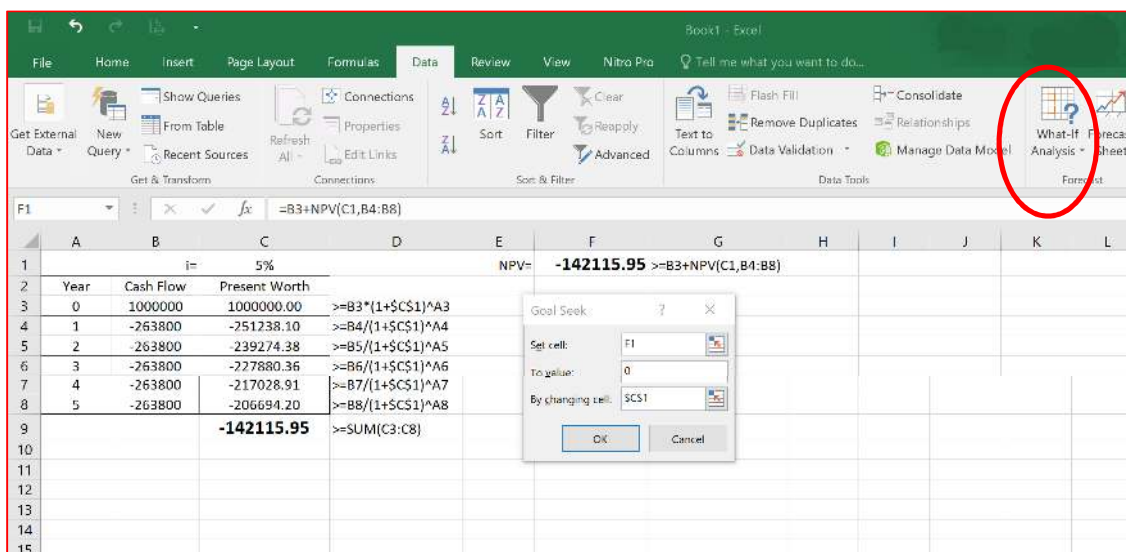 Book1 - Excel
File Home Insert Page Layout Formulas Data Review View Nitro Pro Tell me what you want to do...
Get External Data
New Query
Show Queries
From Table
Recent Sources
Get & Transform
Refresh All
Connections
Properties
Edit Links
Connections
Sort
Filter
Clear
Reapply
Advanced
Sort & Filter
Text to Columns
Flash Fill
Remove Duplicates
Data Validation
Consolidate
Relationships
Manage Data Model
Data Tools
What-If Analysis
Forecast Sheet
Forecast
F1 fx =B3+NPV(C1,B4:B8)
A B C D E F G H I J K L
1 i= 5% NPV= -142115.95 >=B3+NPV(C1,B4:B8)
2 Year Cash Flow Present Worth
3 0 1000000 1000000.00 >=B3*(1+$C$1)^A3
4 1 -263800 -251238.10 >=B4/(1+$C$1)^A4
5 2 -263800 -239274.38 >=B5/(1+$C$1)^A5
6 3 -263800 -227880.36 >=B6/(1+$C$1)^A6
7 4 -263800 -217028.91 >=B7/(1+$C$1)^A7
8 5 -263800 -206694.20 >=B8/(1+$C$1)^A8
9 -142115.95 >=SUM(C3:C8)
10
11
12
13
14
15
Goal Seek ? ×
Set cell: F1
To value: 0
By changing cell: $C$1
OK Cancel